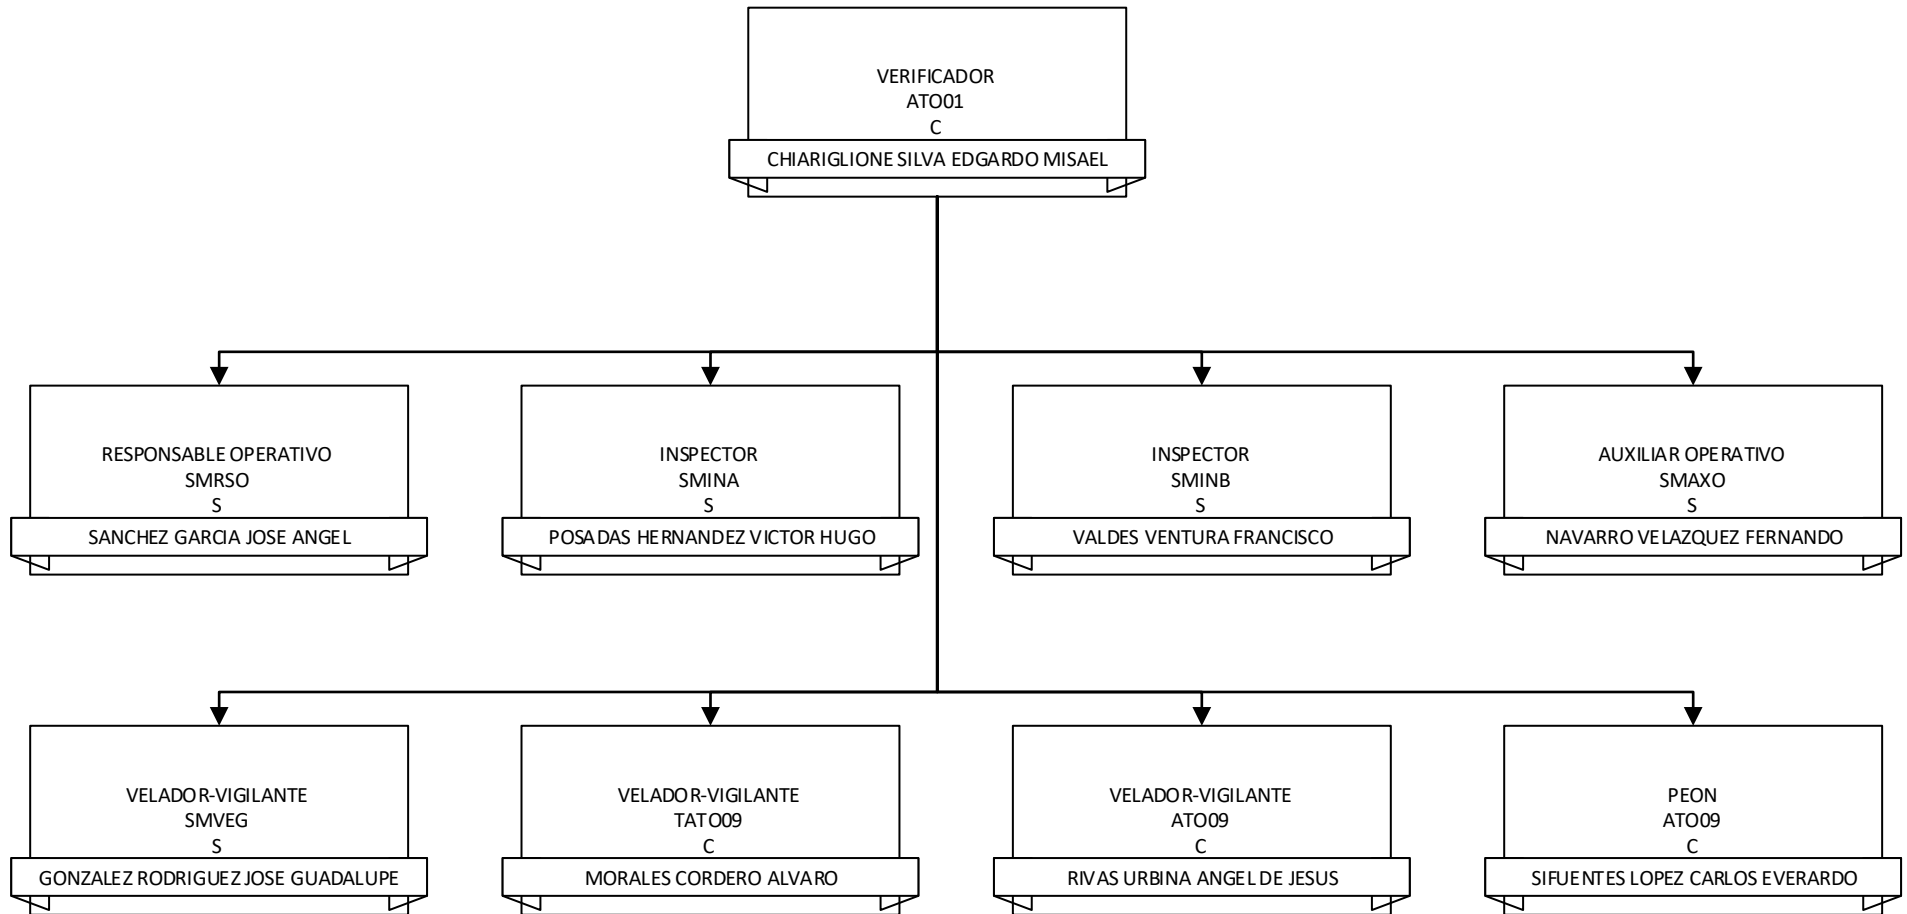 VERIFICADOR
ATO01
C
CHIARIGLIONE SILVA EDGARDO MISAEL
RESPONSABLE OPERATIVO
SMRSO
S
SANCHEZ GARCIA JOSE ANGEL
INSPECTOR
SMINA
S
POSADAS HERNANDEZ VICTOR HUGO
INSPECTOR
SMINB
S
VALDES VENTURA FRANCISCO
AUXILIAR OPERATIVO
SMAXO
S
NAVARRO VELAZQUEZ FERNANDO
VELADOR-VIGILANTE
SMVEG
S
GONZALEZ RODRIGUEZ JOSE GUADALUPE
VELADOR-VIGILANTE
TATO09
C
MORALES CORDERO ALVARO
VELADOR-VIGILANTE
ATO09
C
RIVAS URBINA ANGEL DE JESUS
PEON
ATO09
C
SIFUENTES LOPEZ CARLOS EVERARDO